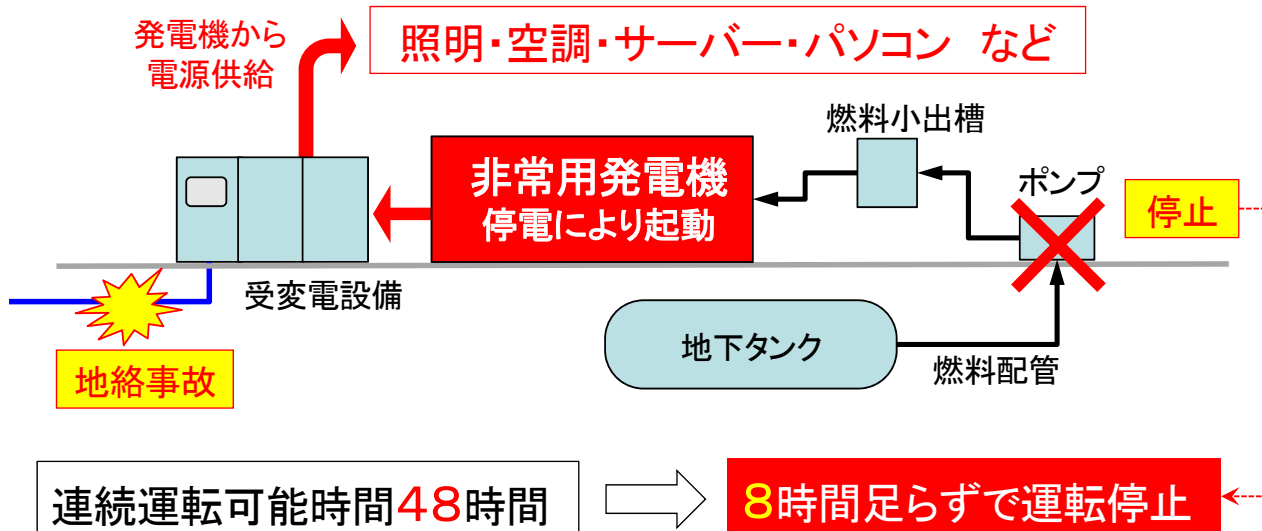 発電機から
電源供給
照明・空調・サーバー・パソコン など
燃料小出槽
非常用発電機
停電により起動
ポンプ
停止
受変電設備
地絡事故
地下タンク
燃料配管
連続運転可能時間48時間
8時間足らずで運転停止